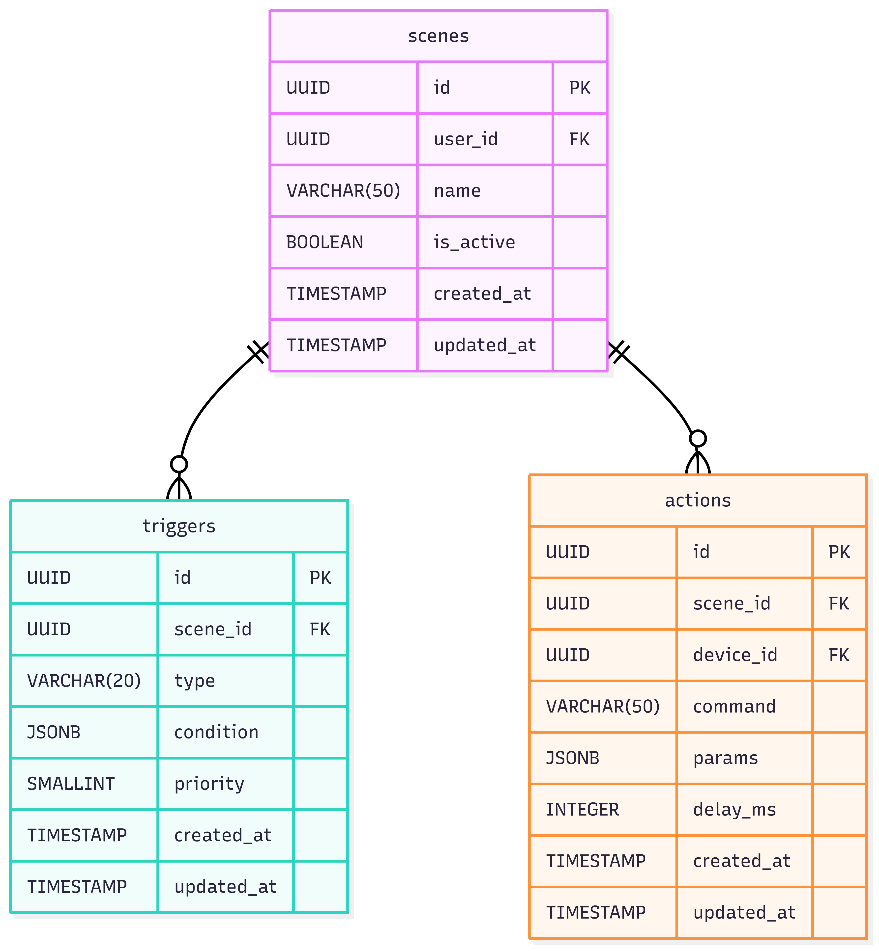 scenes
UUID id PK
UUID user_id FK
VARCHAR(50) name
BOOLEAN is_active
TIMESTAMP created_at
TIMESTAMP updated_at
triggers
UUID id PK
UUID scene_id FK
VARCHAR(20) type
JSONB condition
SMALLINT priority
TIMESTAMP created_at
TIMESTAMP updated_at
actions
UUID id PK
UUID scene_id FK
UUID device_id FK
VARCHAR(50) command
JSONB params
INTEGER delay_ms
TIMESTAMP created_at
TIMESTAMP updated_at